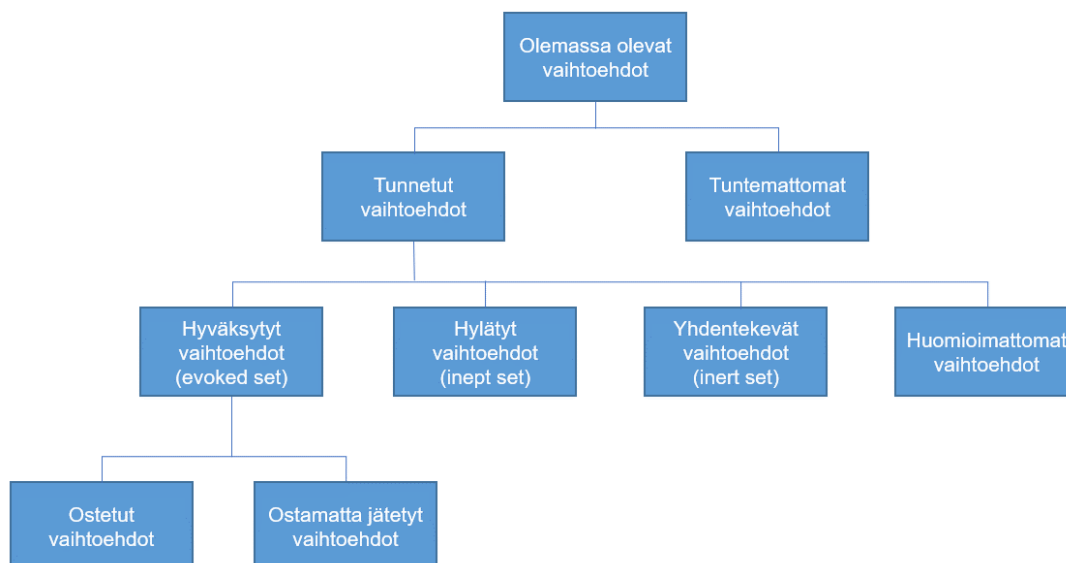 Olemassa olevat
vaihtoehdot
Tunnetut
vaihtoehdot
Tuntemattomat
vaihtoehdot
Hyväksytyt
vaihtoehdot
(evoked set)
Hylätyt
vaihtoehdot
(inept set)
Yhdentekevät
vaihtoehdot
(inert set)
Huomioimattomat
vaihtoehdot
Ostetut
vaihtoehdot
Ostamatta jätetyt
vaihtoehdot